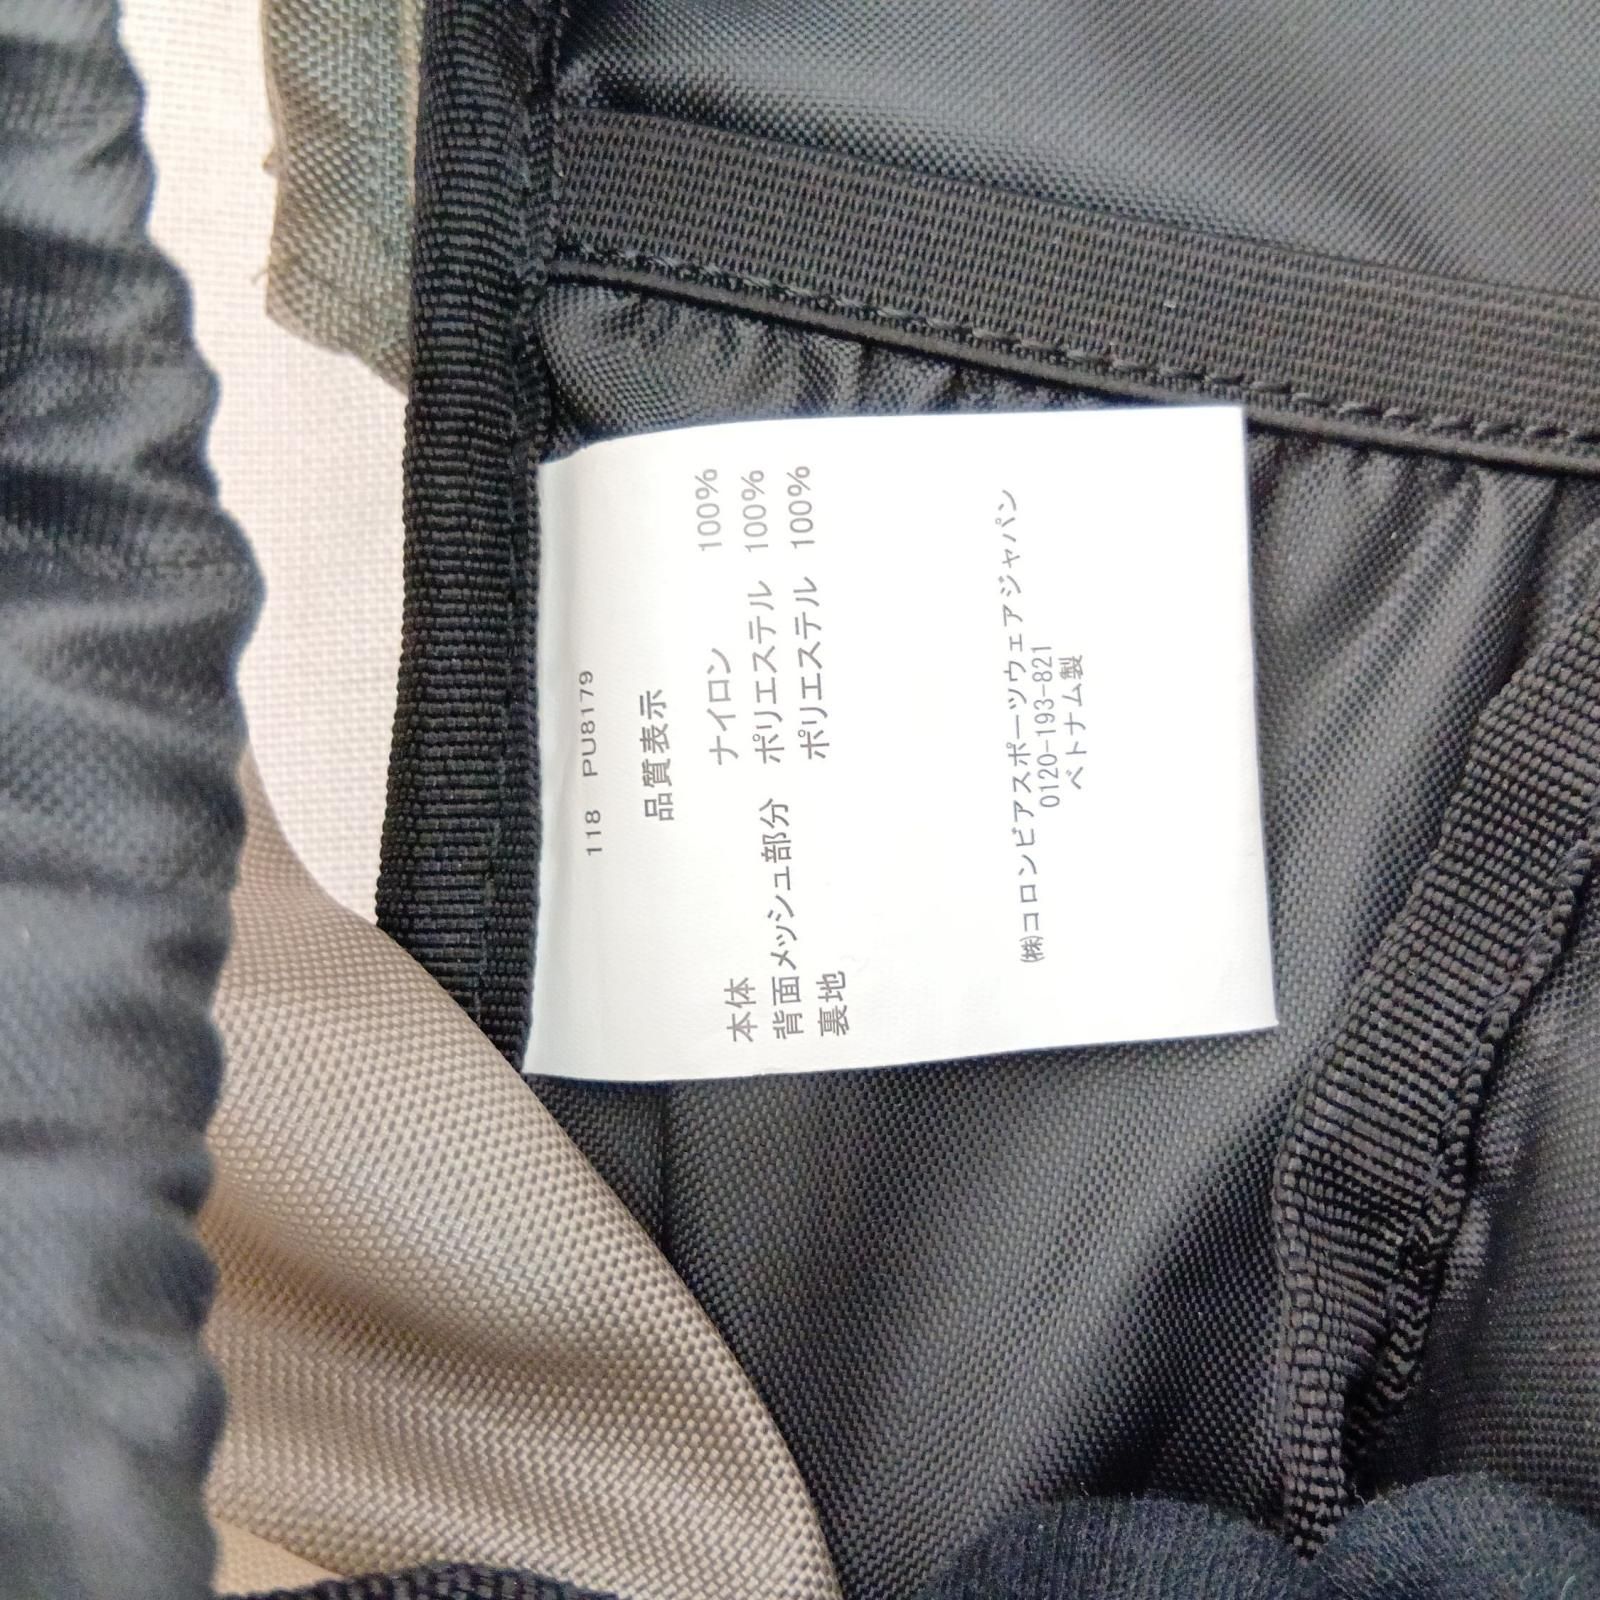 118 PU8179
品質表示
本体 ナイロン 100%
背面メッシュ部分 ポリエステル 100%
裏地 ポリエステル 100%
㈱コロンビアスポーツウェアジャパン
0120-193-821
ベトナム製